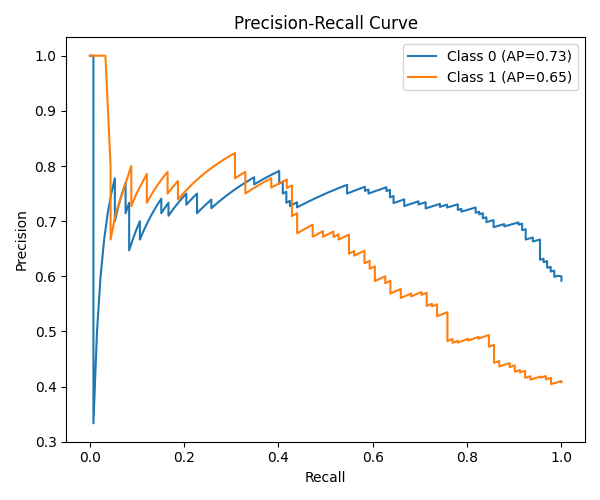 Precision-Recall Curve
Class 0 (AP=0.73)
Class 1 (AP=0.65)
1.0
0.9
0.8
0.7
0.6
0.5
0.4
0.3
Precision
0.0 0.2 0.4 0.6 0.8 1.0
Recall